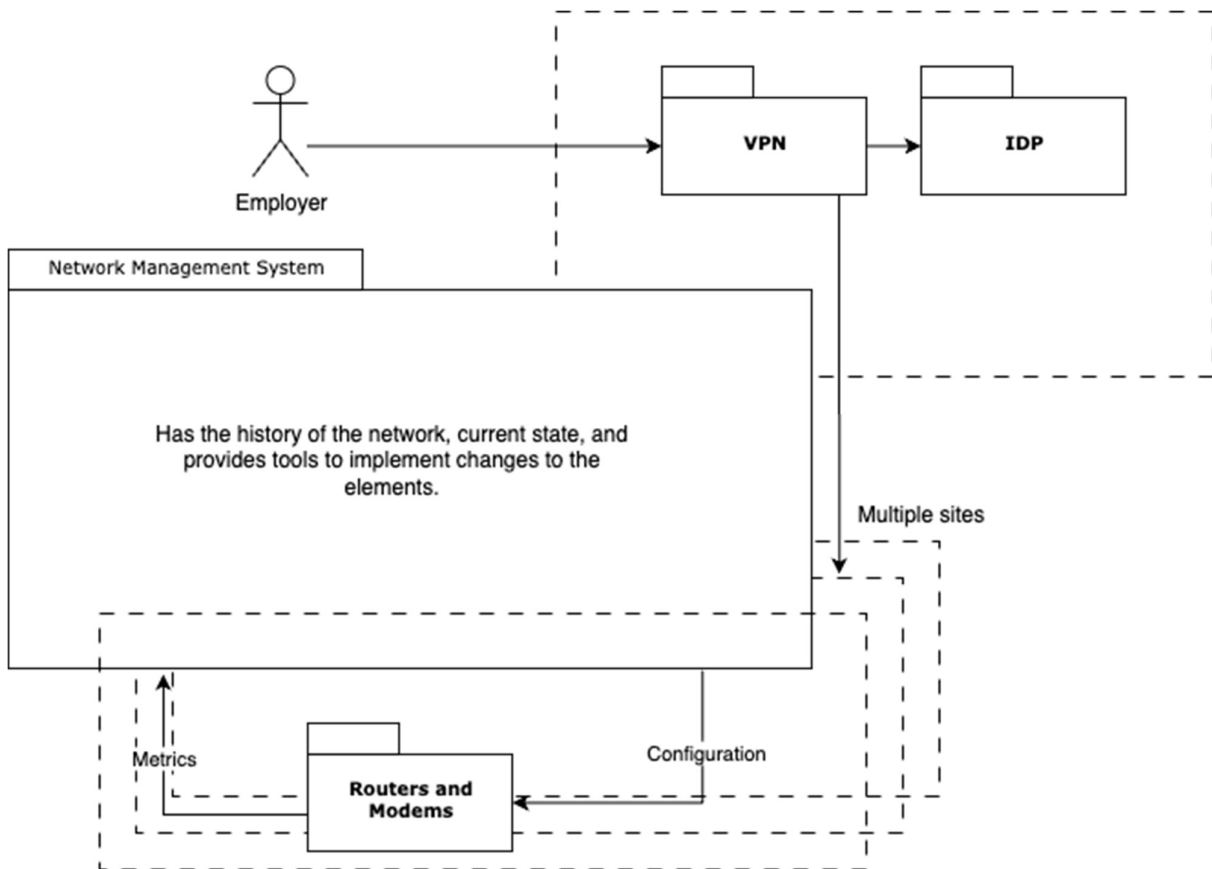 VPN
IDP
Employer
Network Management System
Has the history of the network, current state, and
provides tools to implement changes to the
elements.
Multiple sites
Metrics
Configuration
Routers and
Modems